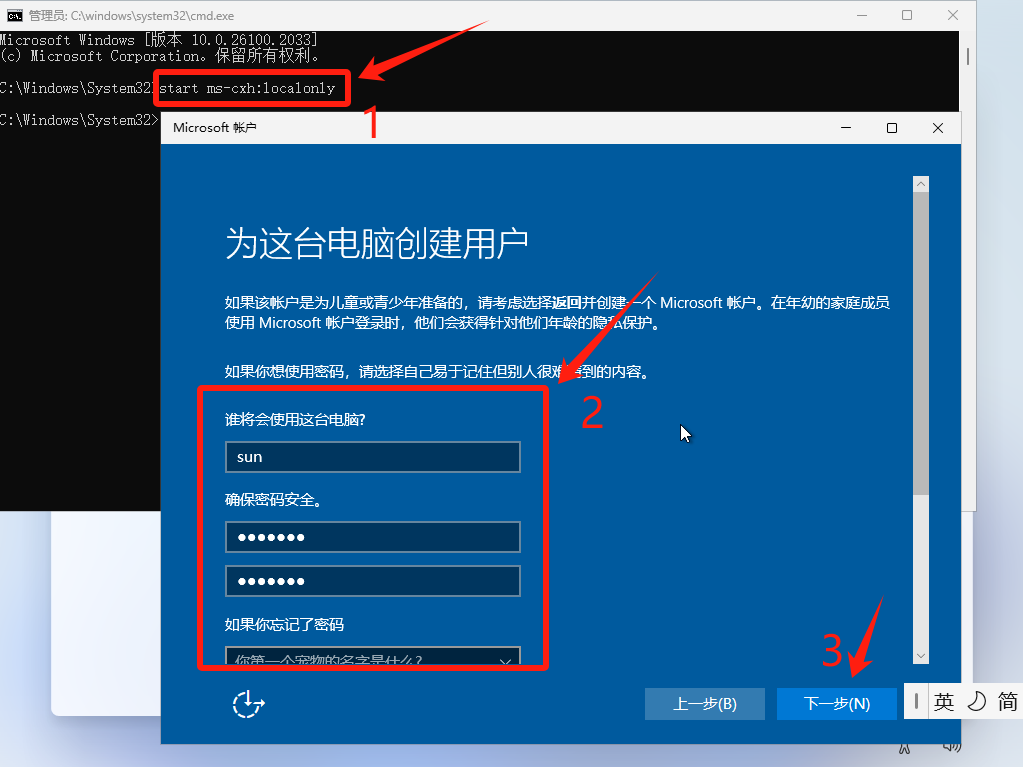 管理员: C:\windows\system32\cmd.exe
Microsoft Windows [版本 10.0.26100.2033]
(c) Microsoft Corporation。保留所有权利。
C:\Windows\System32>start ms-cxh:localonly
1
C:\Windows\System32>
Microsoft 帐户
为这台电脑创建用户
如果该帐户是为儿童或青少年准备的，请考虑选择返回并创建一个 Microsoft 帐户。在年幼的家庭成员
使用 Microsoft 帐户登录时，他们会获得针对他们年龄的隐私保护。
如果你想使用密码，请选择自己易于记住但别人很难猜到的内容。
2
谁将会使用这台电脑?
sun
确保密码安全。
●●●●●●●
●●●●●●●
如果你忘记了密码
你第一个宠物的名字是什么?
3
上一步(B)
下一步(N)
英
简